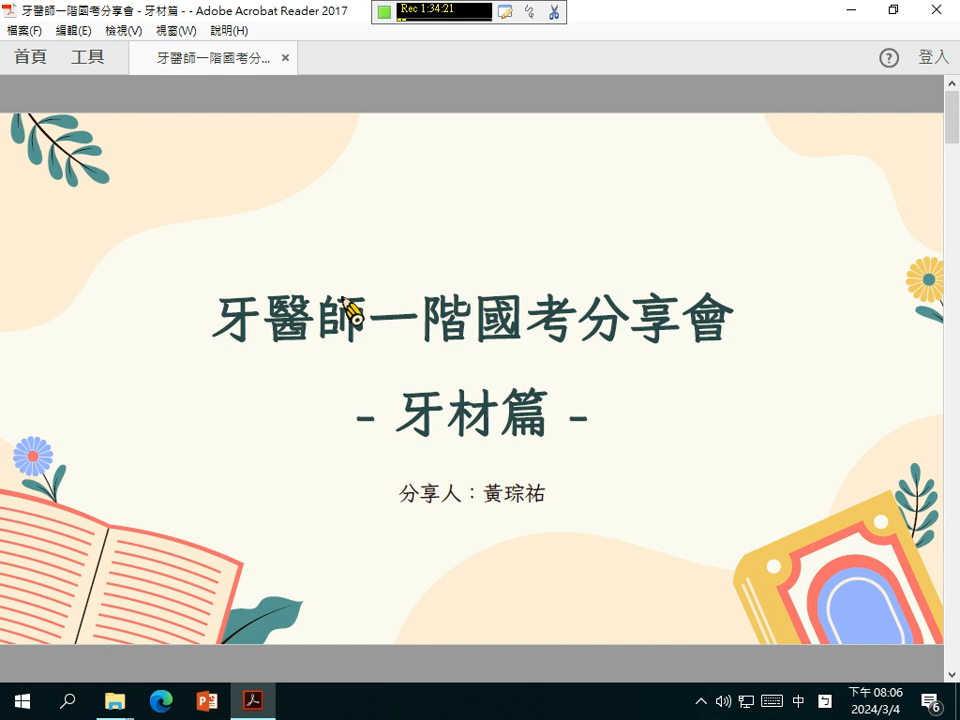 牙醫師一階國考分享會 - 牙材篇 - - Adobe Acrobat Reader 2017
Rec 1:34:21
檔案(F) 編輯(E) 檢視(V) 視窗(W) 說明(H)
首頁 工具 牙醫師一階國考分... × ? 登入
牙醫師一階國考分享會
- 牙材篇 -
分享人：黃琮祐
中
下午 08:06
2024/3/4
6